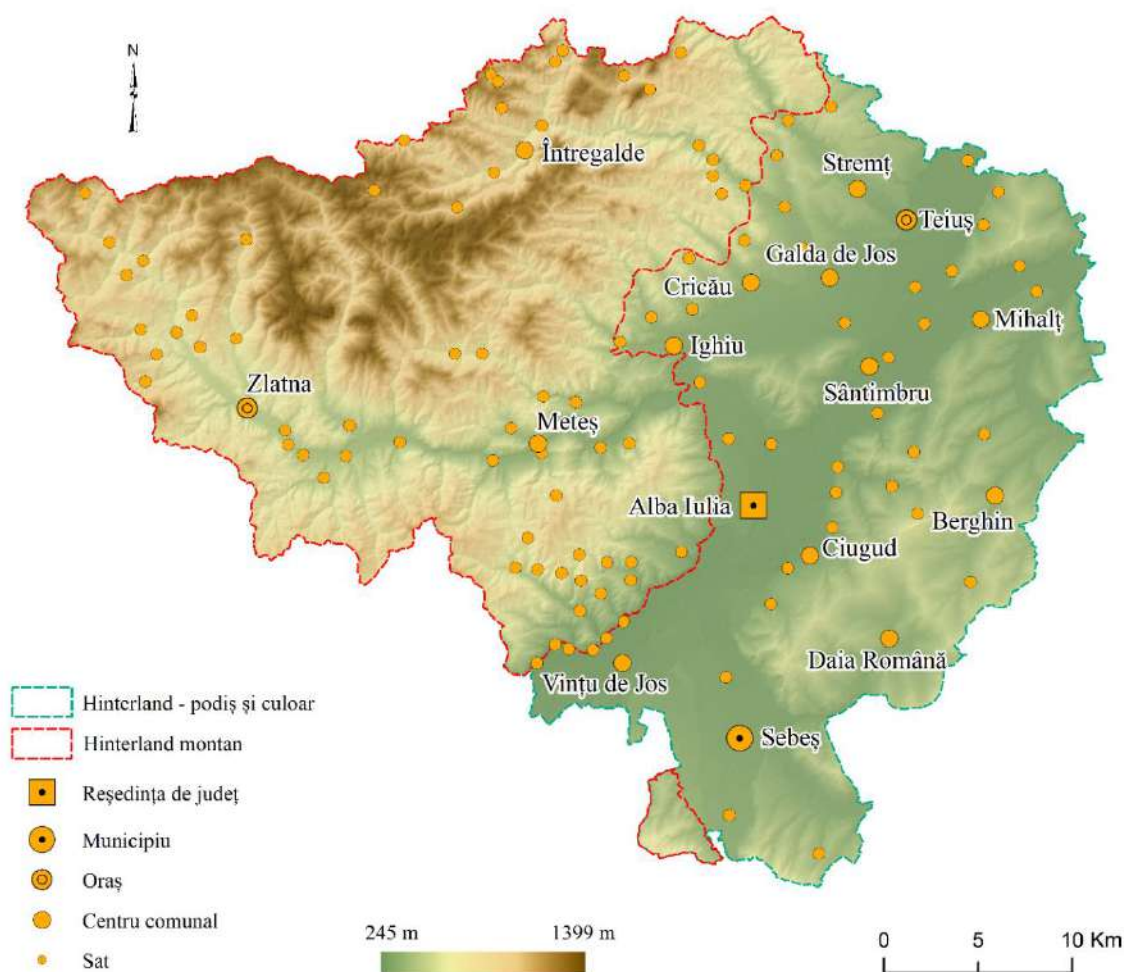 N
Întregalde
Stremț
Teiuș
Galda de Jos
Cricău
Mihalț
Ighiu
Zlatna
Sântimbru
Meteș
Alba Iulia
Berghin
Ciugud
Daia Română
Vințu de Jos
Sebeș
Hinterland - podiș și culoar
Hinterland montan
Reședința de județ
Municipiu
Oraș
Centru comunal
Sat
245 m
1399 m
0 5 10 Km